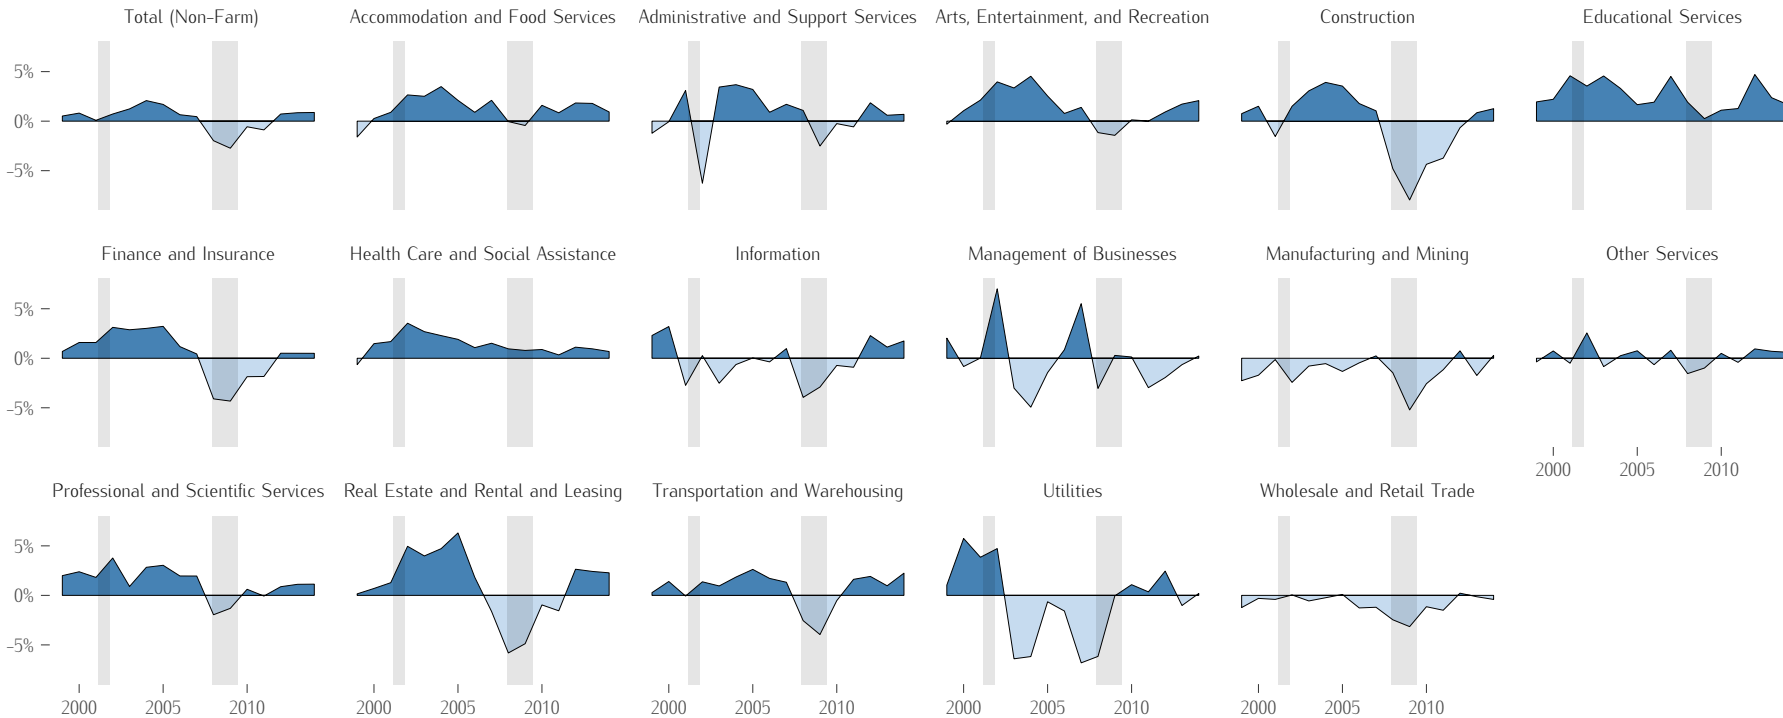 Total (Non-Farm)
Accommodation and Food Services
Administrative and Support Services
Arts, Entertainment, and Recreation
Construction
Educational Services
5%
0%
-5%
Finance and Insurance
Health Care and Social Assistance
Information
Management of Businesses
Manufacturing and Mining
Other Services
5%
0%
-5%
2000 2005 2010
Professional and Scientific Services
Real Estate and Rental and Leasing
Transportation and Warehousing
Utilities
Wholesale and Retail Trade
5%
0%
-5%
2000 2005 2010
2000 2005 2010
2000 2005 2010
2000 2005 2010
2000 2005 2010